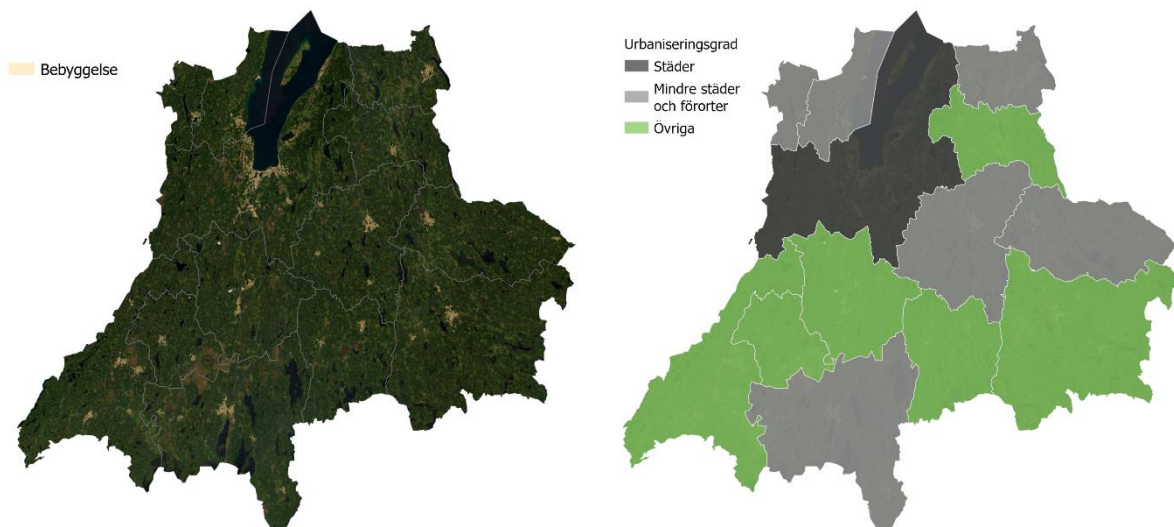 Bebyggelse
Urbaniseringsgrad
Städer
Mindre städer
och förorter
Övriga